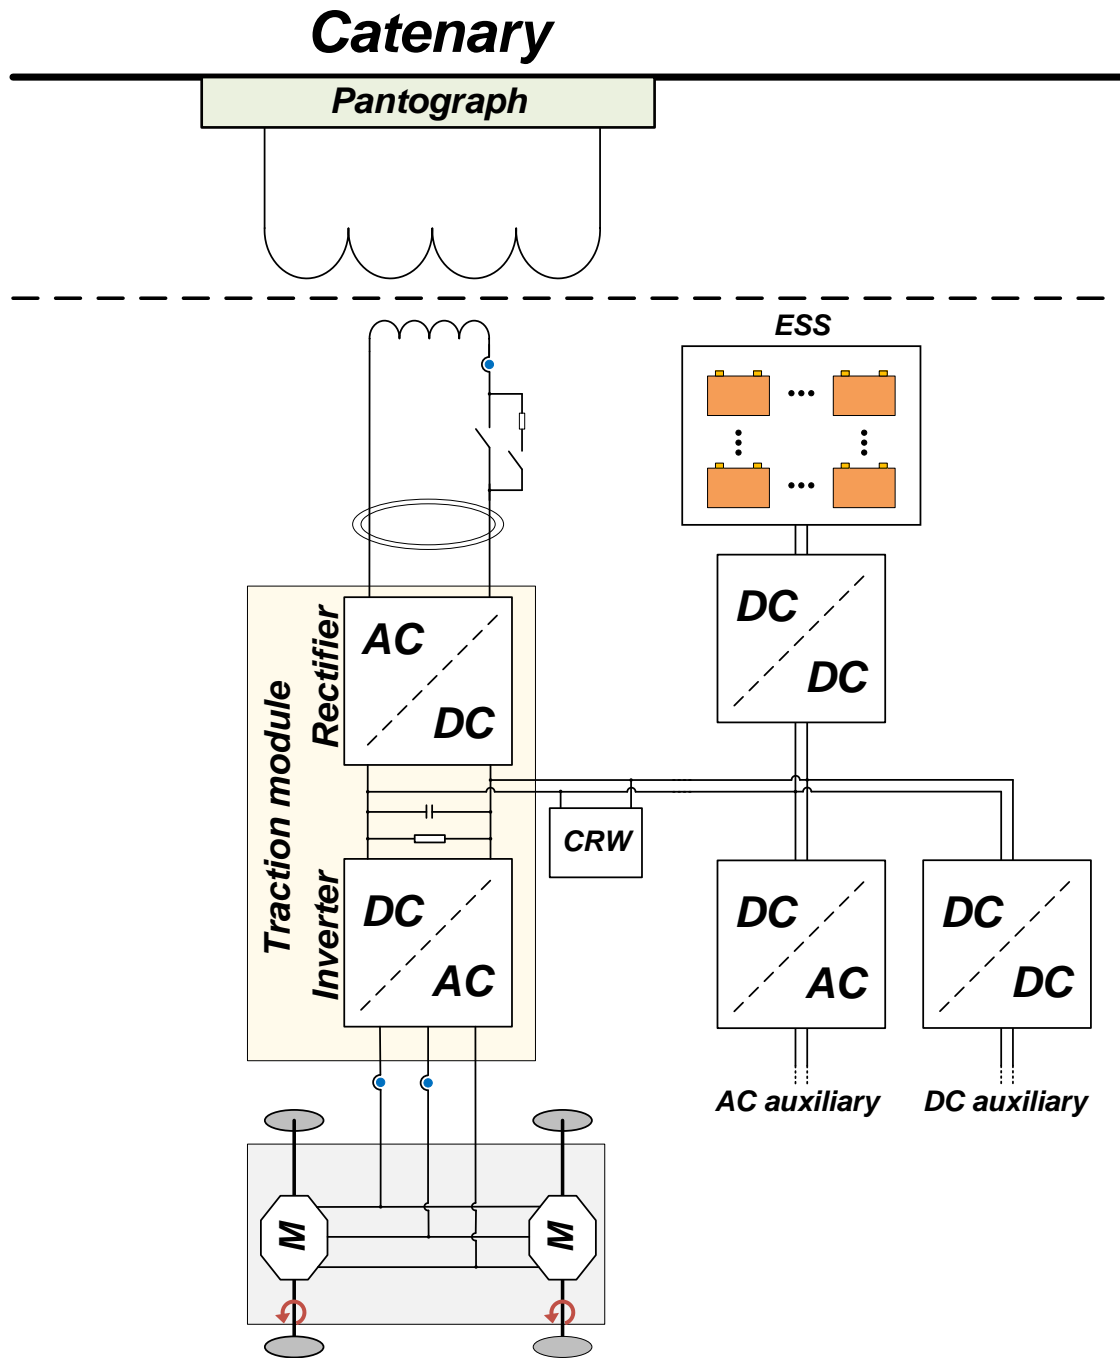 Catenary
Pantograph
ESS
DC
DC
AC
DC
Rectifier
Traction module
CRW
Inverter
DC
AC
DC
AC
DC
DC
AC auxiliary
DC auxiliary
M
M